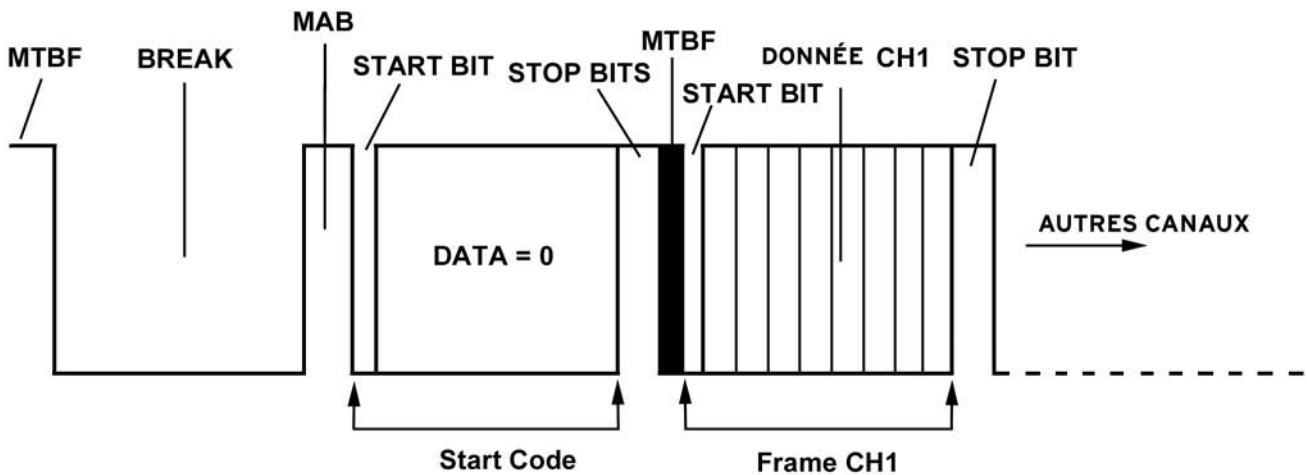 MTBF
BREAK
MAB
START BIT
STOP BITS
MTBF
START BIT
DONNÉE CH1
STOP BIT
DATA = 0
AUTRES CANAUX
Start Code
Frame CH1